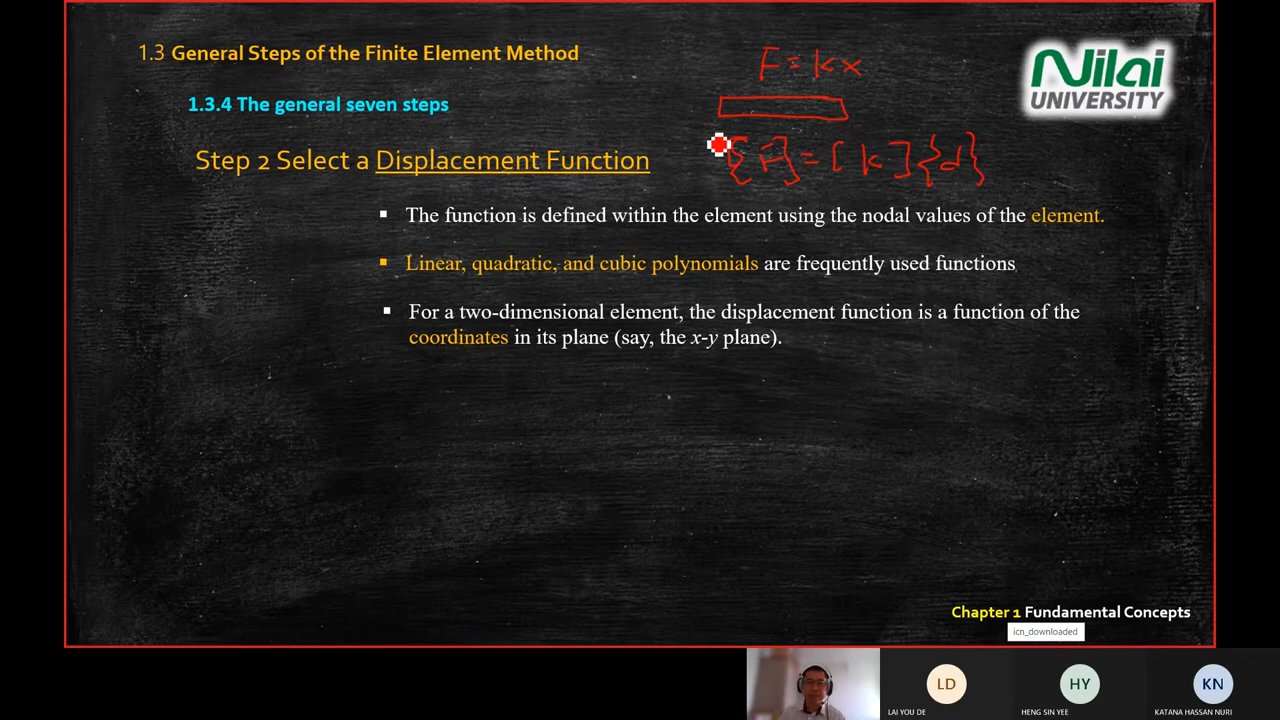 1.3 General Steps of the Finite Element Method
F = kx
Nilai
UNIVERSITY
1.3.4 The general seven steps
Step 2 Select a Displacement Function
{F} = [k]{d}
▪ The function is defined within the element using the nodal values of the element.
▪ Linear, quadratic, and cubic polynomials are frequently used functions
▪ For a two-dimensional element, the displacement function is a function of the
coordinates in its plane (say, the x-y plane).
Chapter 1 Fundamental Concepts
icn_downloaded
LD
HY
KN
LAI YOU DE
HENG SIN YEE
KATANA HASSAN NURI